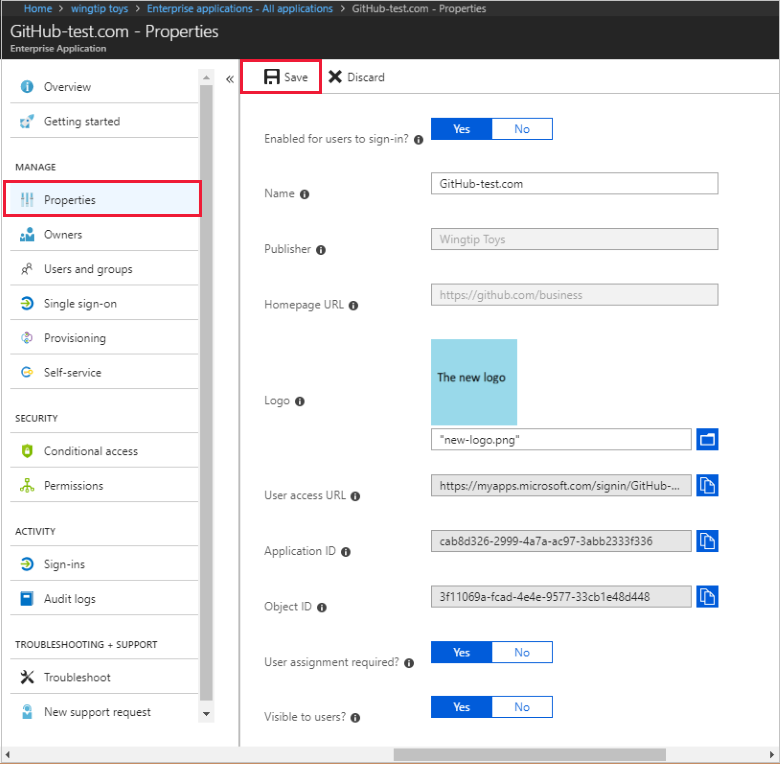 Home > wingtip toys > Enterprise applications - All applications > GitHub-test.com - Properties
GitHub-test.com - Properties
Enterprise Application
Overview
Getting started
MANAGE
Properties
Owners
Users and groups
Single sign-on
Provisioning
Self-service
SECURITY
Conditional access
Permissions
ACTIVITY
Sign-ins
Audit logs
TROUBLESHOOTING + SUPPORT
Troubleshoot
New support request
« Save Discard
Enabled for users to sign-in? Yes No
Name GitHub-test.com
Publisher Wingtip Toys
Homepage URL https://github.com/business
Logo The new logo
"new-logo.png"
User access URL https://myapps.microsoft.com/signin/GitHub-...
Application ID cab8d326-2999-4a7a-ac97-3abb2333f336
Object ID 3f11069a-fcad-4e4e-9577-33cb1e48d448
User assignment required? Yes No
Visible to users? Yes No